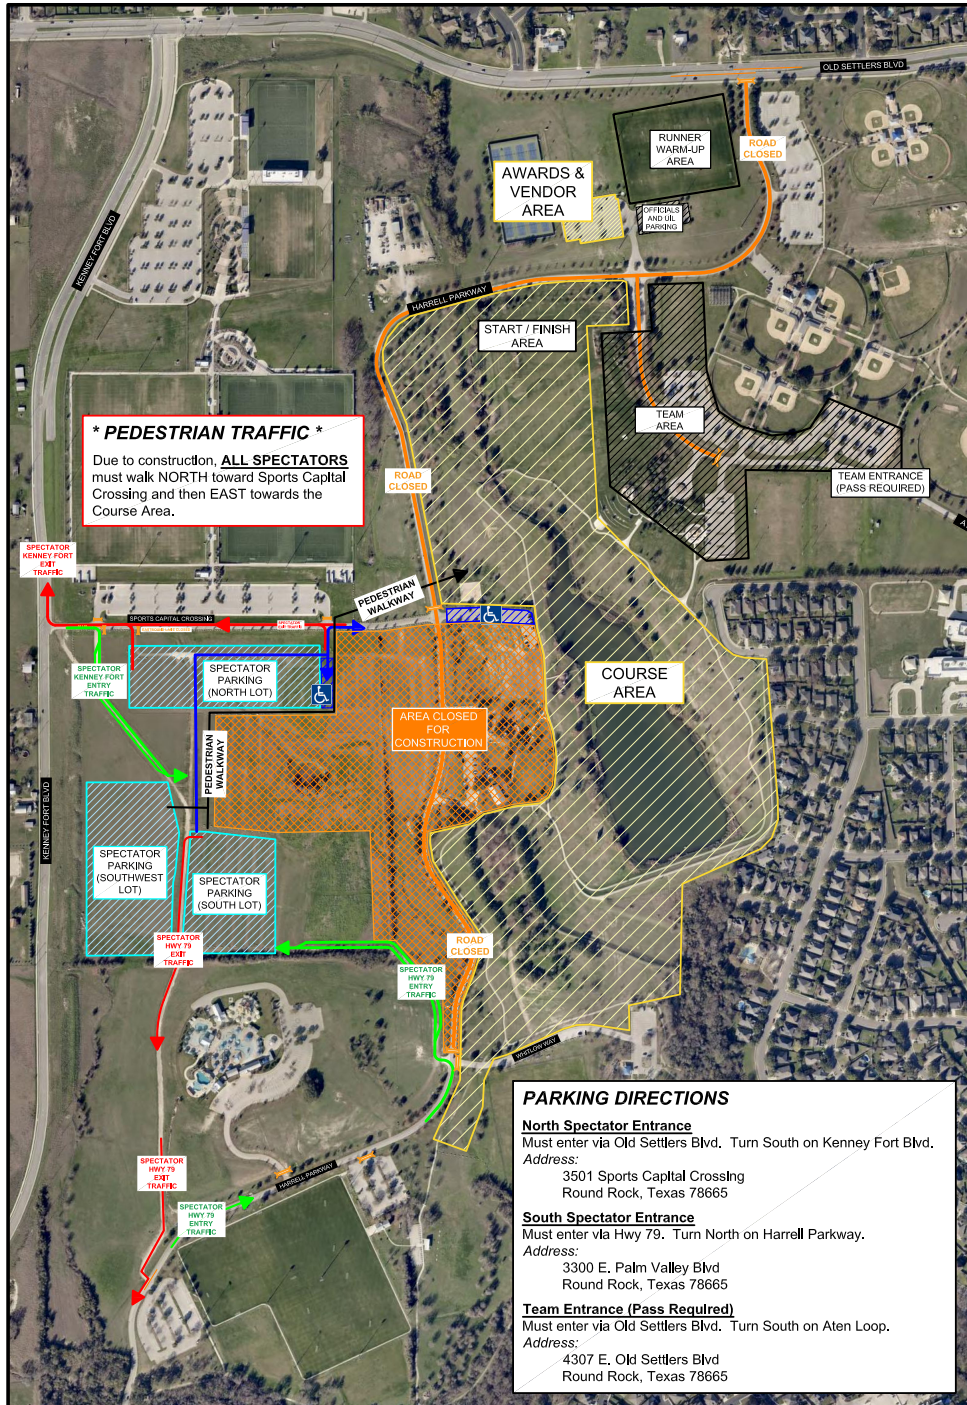 OLD SETTLERS BLVD
RUNNER
WARM-UP
AREA
ROAD
CLOSED
AWARDS &
VENDOR
AREA
OFFICIALS
AND UIL
PARKING
KENNEY FORT BLVD
HARRELL PARKWAY
START / FINISH
AREA
TEAM
AREA
* PEDESTRIAN TRAFFIC *
Due to construction, ALL SPECTATORS
must walk NORTH toward Sports Capital
Crossing and then EAST towards the
Course Area.
ROAD
CLOSED
TEAM ENTRANCE
(PASS REQUIRED)
A
SPECTATOR
KENNEY FORT
EXIT
TRAFFIC
PEDESTRIAN
WALKWAY
SPORTS CAPITAL CROSSING
SPECTATOR
EXIT TRAFFIC
SPECTATOR
KENNEY FORT
ENTRY
TRAFFIC
SPECTATOR
PARKING
(NORTH LOT)
COURSE
AREA
AREA CLOSED
FOR
CONSTRUCTION
PEDESTRIAN
WALKWAY
KENNEY FORT BLVD
SPECTATOR
PARKING
(SOUTHWEST
LOT)
SPECTATOR
PARKING
(SOUTH LOT)
SPECTATOR
HWY 79
EXIT
TRAFFIC
ROAD
CLOSED
SPECTATOR
HWY 79
ENTRY
TRAFFIC
WHITLOW WAY
SPECTATOR
HWY 79
EXIT
TRAFFIC
HARRELL PARKWAY
SPECTATOR
HWY 79
ENTRY
TRAFFIC
PARKING DIRECTIONS
North Spectator Entrance
Must enter via Old Settlers Blvd. Turn South on Kenney Fort Blvd.
Address:
3501 Sports Capital Crossing
Round Rock, Texas 78665
South Spectator Entrance
Must enter via Hwy 79. Turn North on Harrell Parkway.
Address:
3300 E. Palm Valley Blvd
Round Rock, Texas 78665
Team Entrance (Pass Required)
Must enter via Old Settlers Blvd. Turn South on Aten Loop.
Address:
4307 E. Old Settlers Blvd
Round Rock, Texas 78665